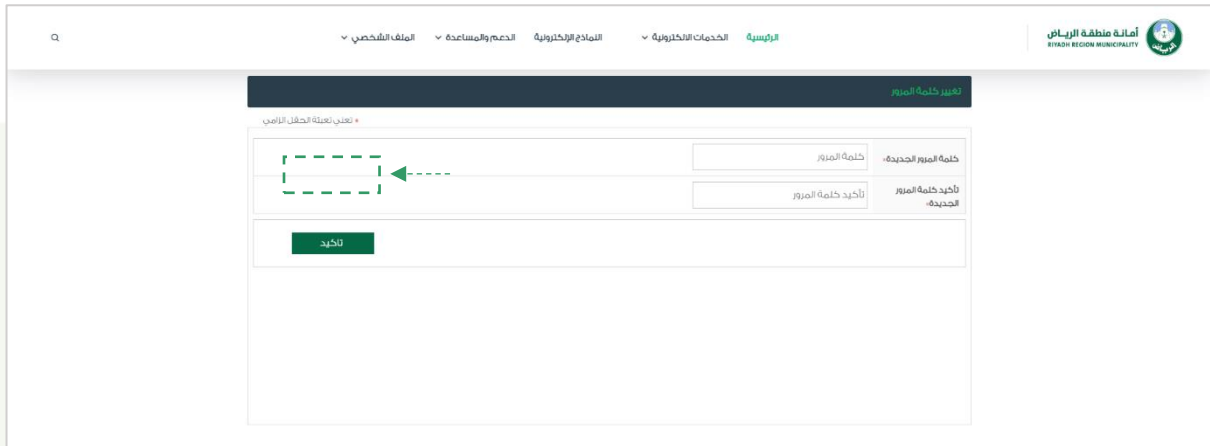 أمانة منطقة الرياض
RIYADH REGION MUNICIPALITY
الرئيسية الخدمات الالكترونية النماذج الإلكترونية الدعم والمساعدة الملف الشخصي
تغيير كلمة المرور
* تعني تعبئة الحقل الزامي
كلمة المرور الجديدة*
كلمة المرور
تأكيد كلمة المرور
الجديدة*
تأكيد كلمة المرور
تاكيد